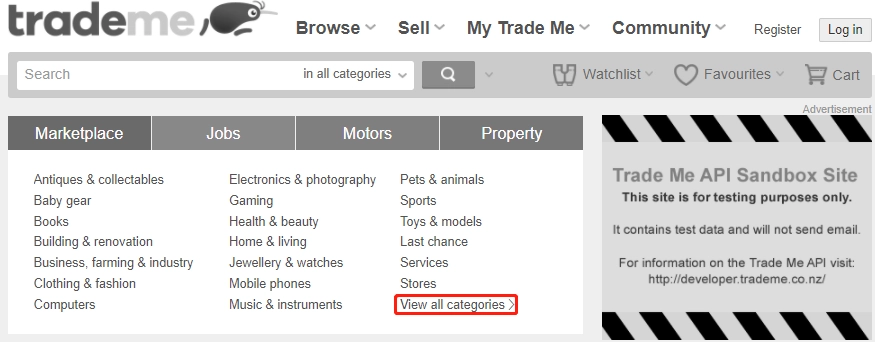 trademe
Browse Sell My Trade Me Community Register Log in
Search in all categories Watchlist Favourites Cart
Advertisement
Marketplace Jobs Motors Property
Antiques & collectables
Baby gear
Books
Building & renovation
Business, farming & industry
Clothing & fashion
Computers
Electronics & photography
Gaming
Health & beauty
Home & living
Jewellery & watches
Mobile phones
Music & instruments
Pets & animals
Sports
Toys & models
Last chance
Services
Stores
View all categories >
Trade Me API Sandbox Site
This site is for testing purposes only.
It contains test data and will not send email.
For information on the Trade Me API visit:
http://developer.trademe.co.nz/